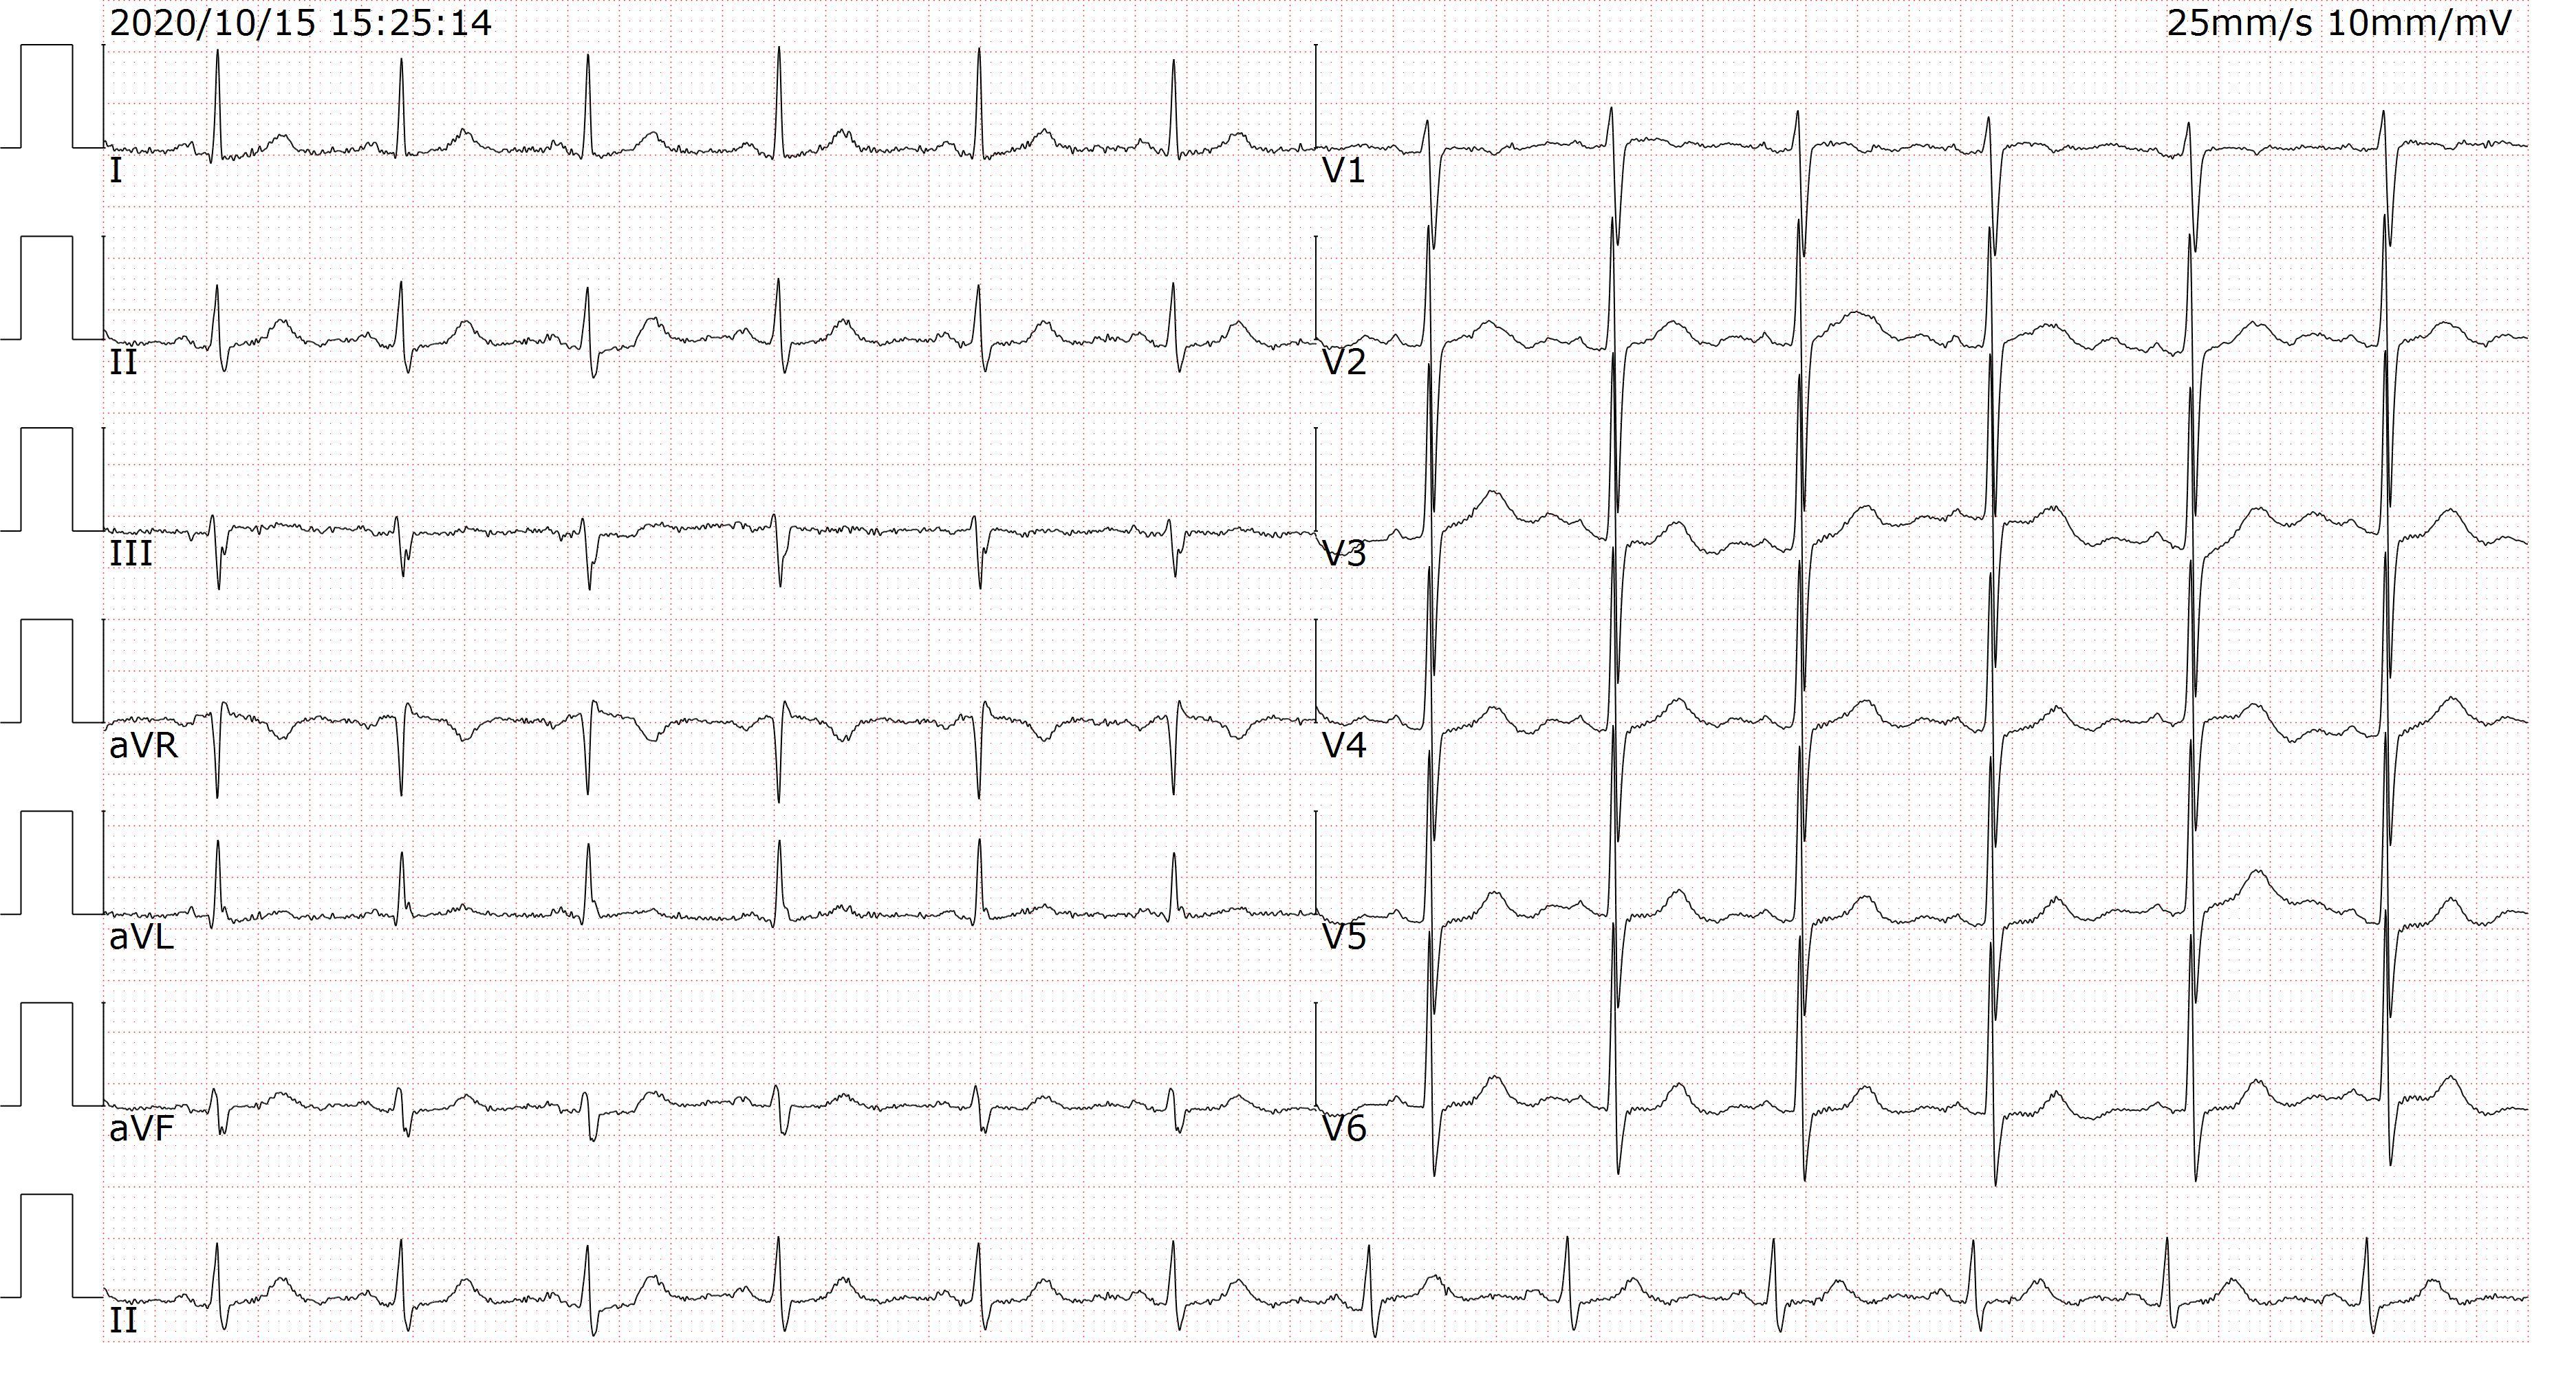 2020/10/15 15:25:14 25mm/s 10mm/mV
I V1
II V2
III V3
aVR V4
aVL V5
aVF V6
II